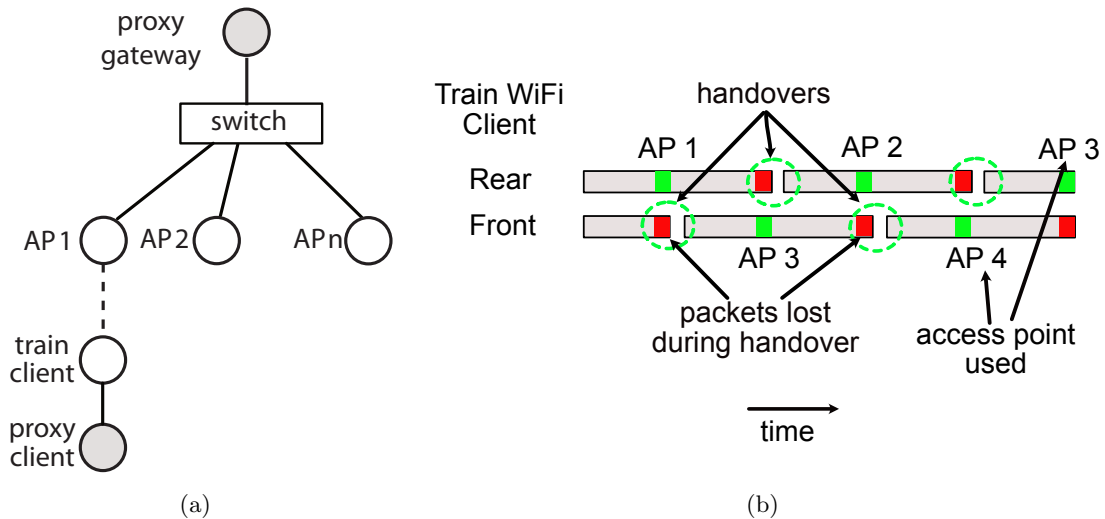 proxy
gateway
switch
AP 1
AP 2
AP n
train
client
proxy
client
(a)
Train WiFi
Client
handovers
AP 1
AP 2
AP 3
Rear
Front
AP 3
AP 4
packets lost
during handover
access point
used
time
(b)